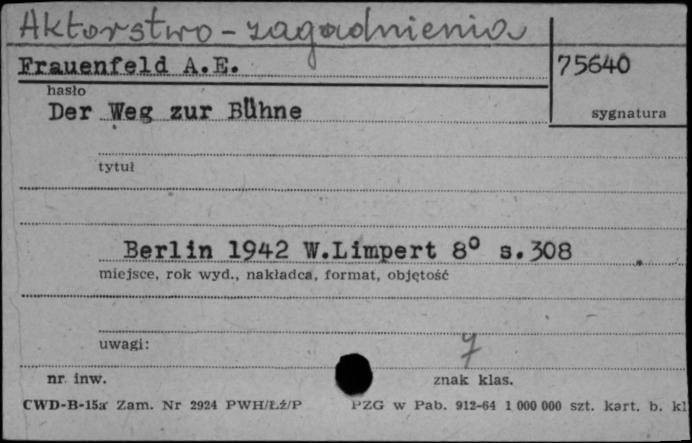 Aktorstwo - zagadnienia
Frauenfeld A.E.
75640
hasło
sygnatura
Der Weg zur Bühne
tytuł
Berlin 1942 W.Limpert 8° s.308
miejsce, rok wyd., nakładca, format, objętość
uwagi:
7
nr. inw.
znak klas.
CWD-B-15a Zam. Nr 2924 PWH/Łź/P PZG w Pab. 912-64 1 000 000 szt. kart. b. kl